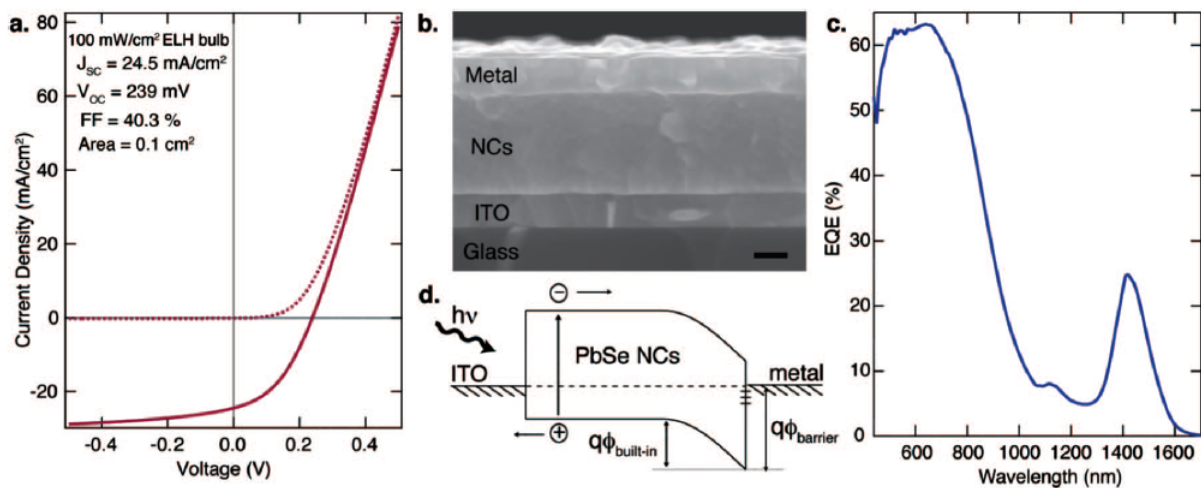 a.
100 mW/cm² ELH bulb
J_SC = 24.5 mA/cm²
V_OC = 239 mV
FF = 40.3 %
Area = 0.1 cm²
80
60
40
20
0
-20
Current Density (mA/cm²)
-0.4
-0.2
0.0
0.2
0.4
Voltage (V)
b.
Metal
NCs
ITO
Glass
d.
hν
−
PbSe NCs
ITO
metal
+
qϕbuilt-in
qϕbarrier
c.
60
50
40
30
20
10
0
EQE (%)
600
800
1000
1200
1400
1600
Wavelength (nm)